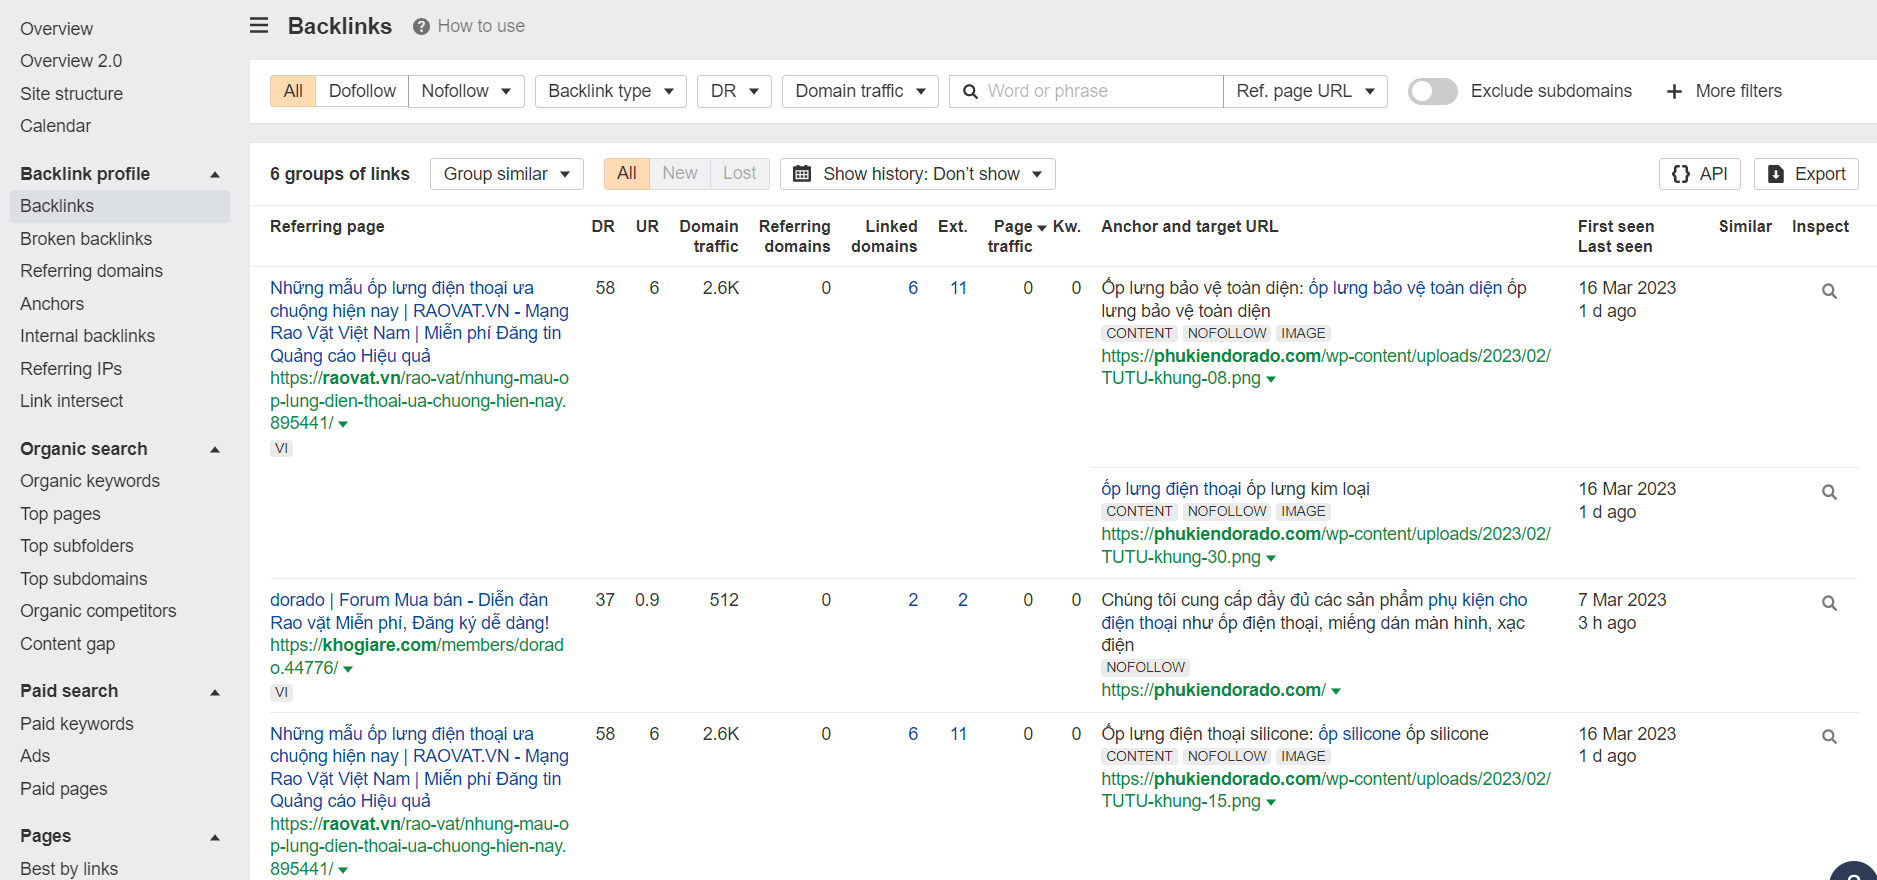 Overview
Overview 2.0
Site structure
Calendar
Backlink profile
Backlinks
Broken backlinks
Referring domains
Anchors
Internal backlinks
Referring IPs
Link intersect
Organic search
Organic keywords
Top pages
Top subfolders
Top subdomains
Organic competitors
Content gap
Paid search
Paid keywords
Ads
Paid pages
Pages
Best by links
Backlinks How to use
All Dofollow Nofollow Backlink type DR Domain traffic Word or phrase Ref. page URL Exclude subdomains More filters
6 groups of links Group similar All New Lost Show history: Don't show API Export
Referring page DR UR Domain traffic Referring domains Linked domains Ext. Page traffic Kw. Anchor and target URL First seen Last seen Similar Inspect
Những mẫu ốp lưng điện thoại ưa
chuộng hiện nay | RAOVAT.VN - Mạng
Rao Vặt Việt Nam | Miễn phí Đăng tin
Quảng cáo Hiệu quả
https://raovat.vn/rao-vat/nhung-mau-o
p-lung-dien-thoai-ua-chuong-hien-nay.
895441/
VI
58 6 2.6K 0 6 11 0 0
Ốp lưng bảo vệ toàn diện: ốp lưng bảo vệ toàn diện ốp
lưng bảo vệ toàn diện
CONTENT NOFOLLOW IMAGE
https://phukiendorado.com/wp-content/uploads/2023/02/
TUTU-khung-08.png
16 Mar 2023
1 d ago
ốp lưng điện thoại ốp lưng kim loại
CONTENT NOFOLLOW IMAGE
https://phukiendorado.com/wp-content/uploads/2023/02/
TUTU-khung-30.png
16 Mar 2023
1 d ago
dorado | Forum Mua bán - Diễn đàn
Rao vặt Miễn phí, Đăng ký dễ dàng!
https://khogiare.com/members/dorad
o.44776/
VI
37 0.9 512 0 2 2 0 0
Chúng tôi cung cấp đầy đủ các sản phẩm phụ kiện cho
điện thoại như ốp điện thoại, miếng dán màn hình, xạc
điện
NOFOLLOW
https://phukiendorado.com/
7 Mar 2023
3 h ago
Những mẫu ốp lưng điện thoại ưa
chuộng hiện nay | RAOVAT.VN - Mạng
Rao Vặt Việt Nam | Miễn phí Đăng tin
Quảng cáo Hiệu quả
https://raovat.vn/rao-vat/nhung-mau-o
p-lung-dien-thoai-ua-chuong-hien-nay.
895441/
58 6 2.6K 0 6 11 0 0
Ốp lưng điện thoại silicone: ốp silicone ốp silicone
CONTENT NOFOLLOW IMAGE
https://phukiendorado.com/wp-content/uploads/2023/02/
TUTU-khung-15.png
16 Mar 2023
1 d ago